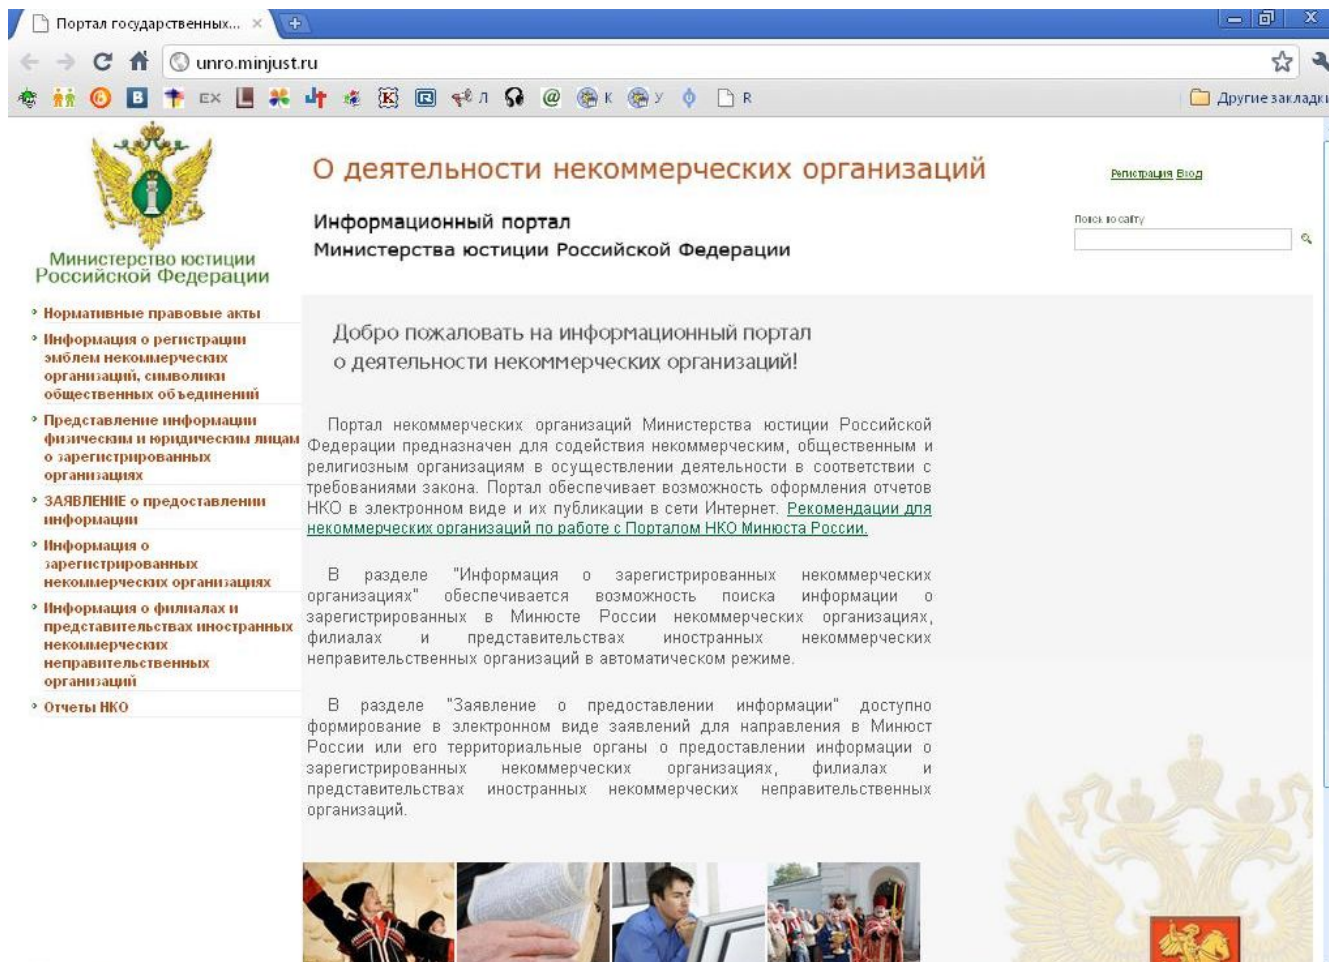 Портал государственных...
unro.minjust.ru
EX
Л
К
У
R
Другие закладки
О деятельности некоммерческих организаций
Регистрация Вход
Информационный портал
Министерства юстиции Российской Федерации
Поиск по сайту
Министерство юстиции
Российской Федерации
Нормативные правовые акты
Информация о регистрации
эмблем некоммерческих
организаций, символики
общественных объединений
Представление информации
физическим и юридическим лицам
о зарегистрированных
организациях
ЗАЯВЛЕНИЕ о предоставлении
информации
Информация о
зарегистрированных
некоммерческих организациях
Информация о филиалах и
представительствах иностранных
некоммерческих
неправительственных
организаций
Отчеты НКО
Добро пожаловать на информационный портал
о деятельности некоммерческих организаций!
Портал некоммерческих организаций Министерства юстиции Российской
Федерации предназначен для содействия некоммерческим, общественным и
религиозным организациям в осуществлении деятельности в соответствии с
требованиями закона. Портал обеспечивает возможность оформления отчетов
НКО в электронном виде и их публикации в сети Интернет. Рекомендации для
некоммерческих организаций по работе с Порталом НКО Минюста России.
В разделе "Информация о зарегистрированных некоммерческих
организациях" обеспечивается возможность поиска информации о
зарегистрированных в Минюсте России некоммерческих организациях,
филиалах и представительствах иностранных некоммерческих
неправительственных организаций в автоматическом режиме.
В разделе "Заявление о предоставлении информации" доступно
формирование в электронном виде заявлений для направления в Минюст
России или его территориальные органы о предоставлении информации о
зарегистрированных некоммерческих организациях, филиалах и
представительствах иностранных некоммерческих неправительственных
организаций.